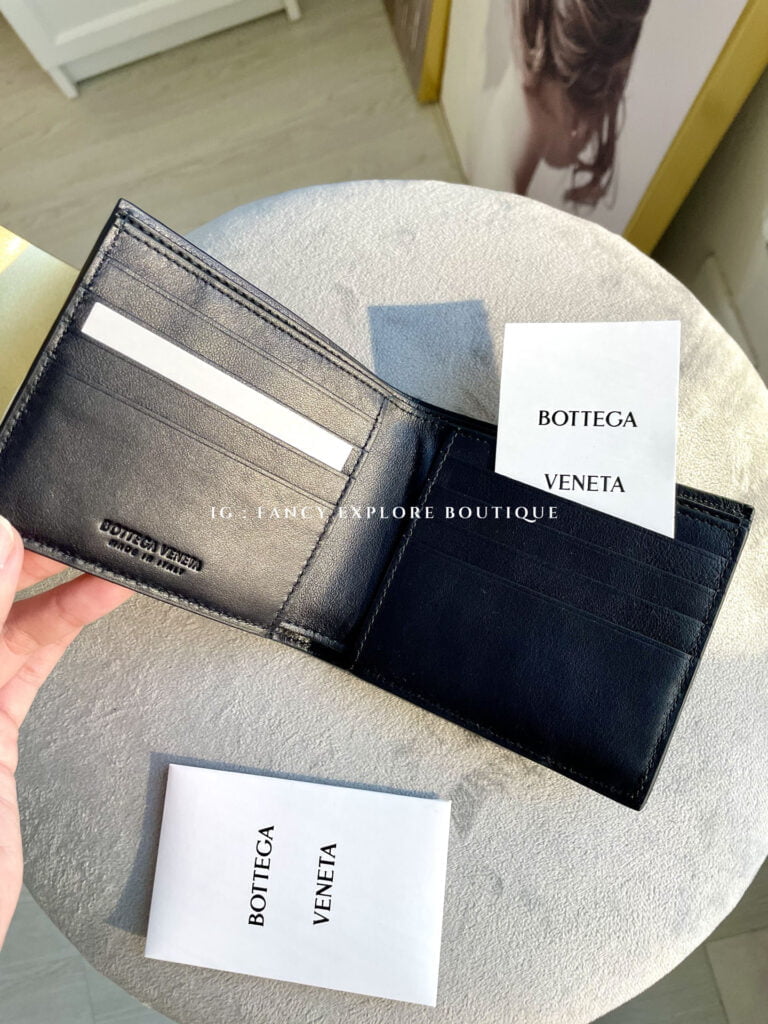 BOTTEGA
VENETA
IG : FANCY EXPLORE BOUTIQUE
BOTTEGA VENETA
MADE IN ITALY
BOTTEGA
VENETA